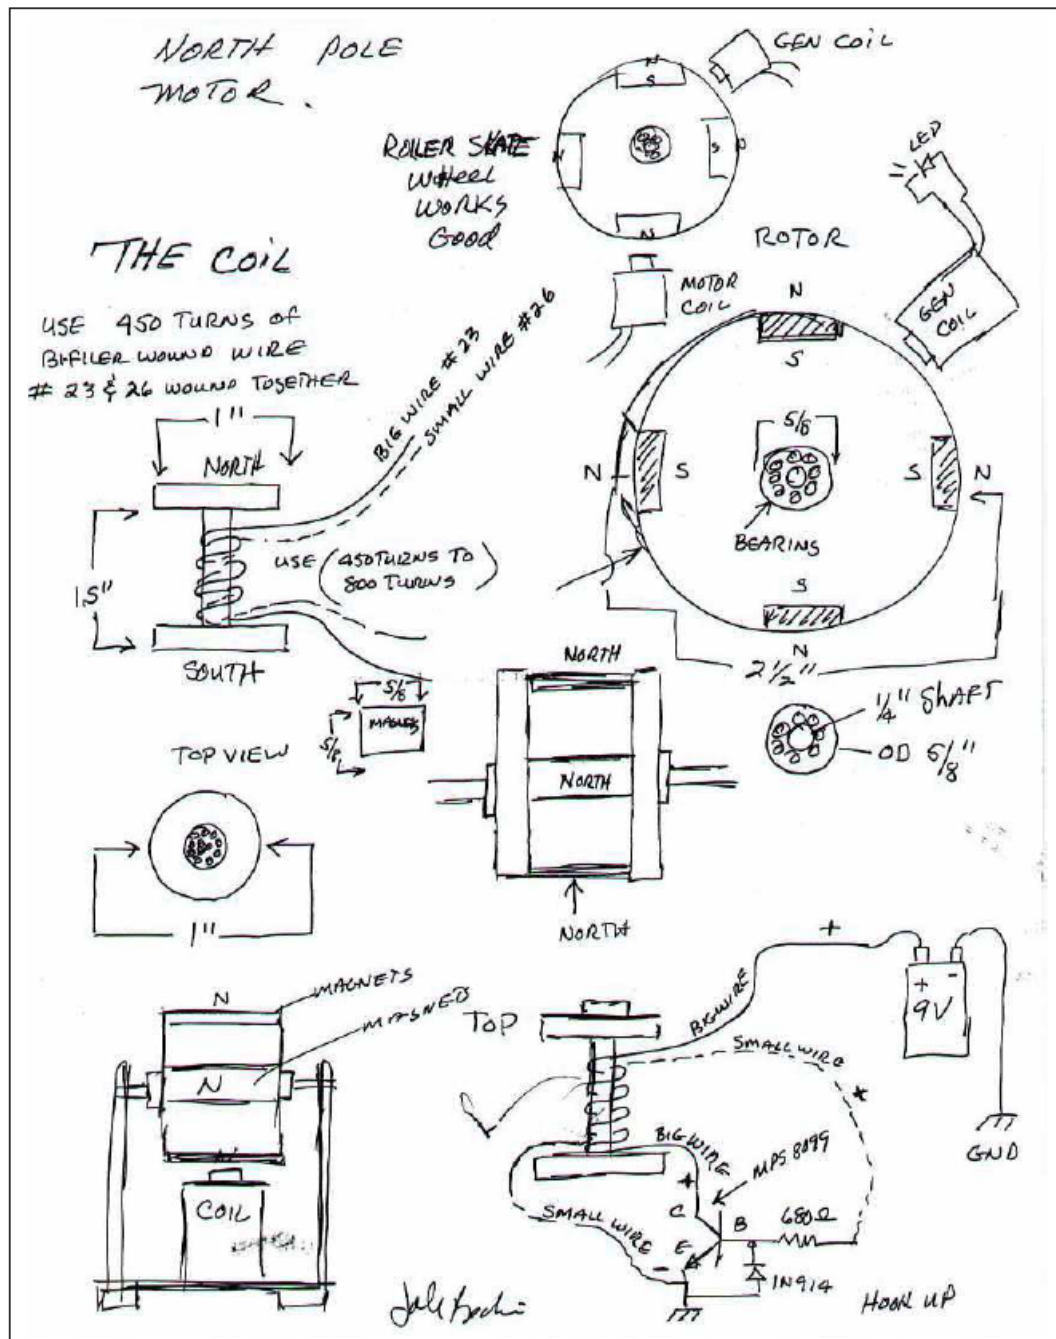 NORTH POLE
MOTOR.
GEN COIL
N
S
N
S
N
N
ROLLER SKATE
WHEEL
WORKS
GOOD
MOTOR
COIL
ROTOR
LED
GEN
COIL
THE COIL
USE 450 TURNS OF
BIFILER WOUND WIRE
# 23 & 26 WOUND TOGETHER
1"
NORTH
1.5"
SOUTH
BIG WIRE #23
SMALL WIRE #26
USE (450 TURNS TO
800 TURNS)
N
S
5/8
N S
S N
BEARING
S
N
2 1/2"
5/8
MAGNET
5/8
TOP VIEW
1"
NORTH
NORTH
NORTH
1/4" SHAFT
OD 5/8"
N
MAGNETS
MAGNETS
N
COIL
TOP
BIG WIRE
+
+ -
9V
GND
SMALL WIRE
BIG WIRE
MPS 8099
C
B
E
-
680Ω
SMALL WIRE
1N914
HOOK UP